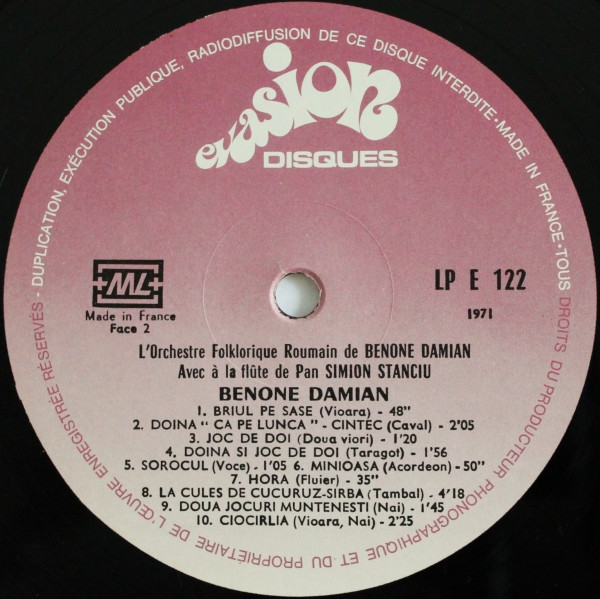 DUPLICATION, EXÉCUTION PUBLIQUE, RADIODIFFUSION DE CE DISQUE INTERDITE - MADE IN FRANCE - TOUS DROITS DU PRODUCTEUR PHONOGRAPHIQUE ET DU PROPRIÉTAIRE DE L'ŒUVRE ENREGISTRÉE RÉSERVÉS -
evasion
DISQUES
+ML+
Made in France
Face 2
LP E 122
1971
L'Orchestre Folklorique Roumain de BENONE DAMIAN
Avec à la flûte de Pan SIMION STANCIU
BENONE DAMIAN
1. BRIUL PE SASE (Vioara) - 48"
2. DOINA " CA PE LUNCA " - CINTEC (Caval) - 2'05
3. JOC DE DOI (Doua viori) - 1'20
4. DOINA SI JOC DE DOI (Taragot) - 1'56
5. SOROCUL (Voce) - 1'05 6. MINIOASA (Acordeon) - 50"
7. HORA (Fluier) - 35"
8. LA CULES DE CUCURUZ-SIRBA (Tambal) - 4'18
9. DOUA JOCURI MUNTENESTI (Nai) - 1'45
10. CIOCIRLIA (Vioara, Nai) - 2'25